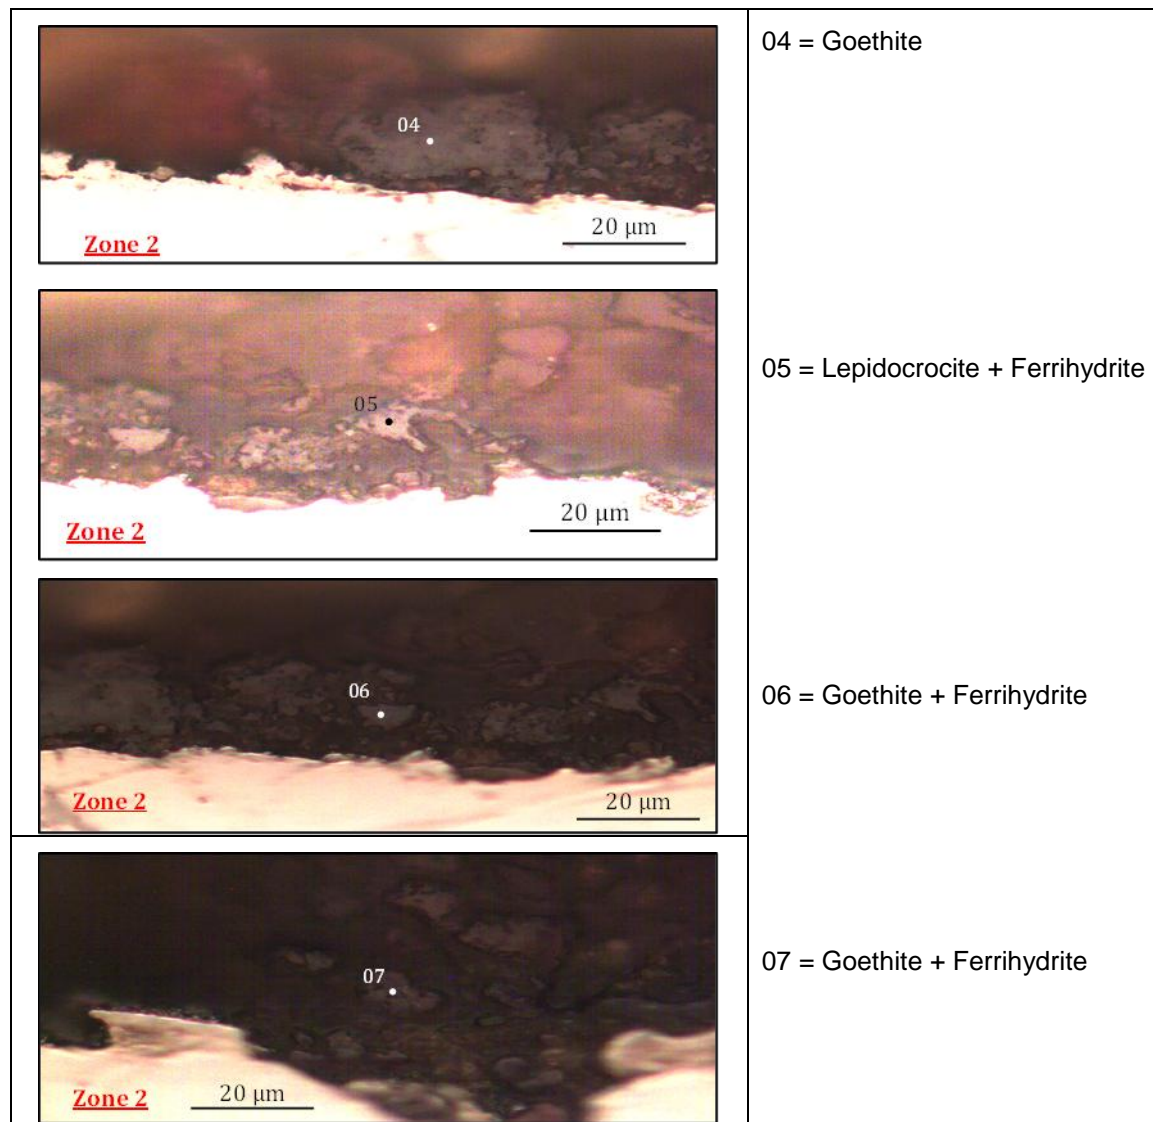 04
Zone 2
20 µm
04 = Goethite
05
Zone 2
20 µm
05 = Lepidocrocite + Ferrihydrite
06
Zone 2
20 µm
06 = Goethite + Ferrihydrite
07
Zone 2
20 µm
07 = Goethite + Ferrihydrite